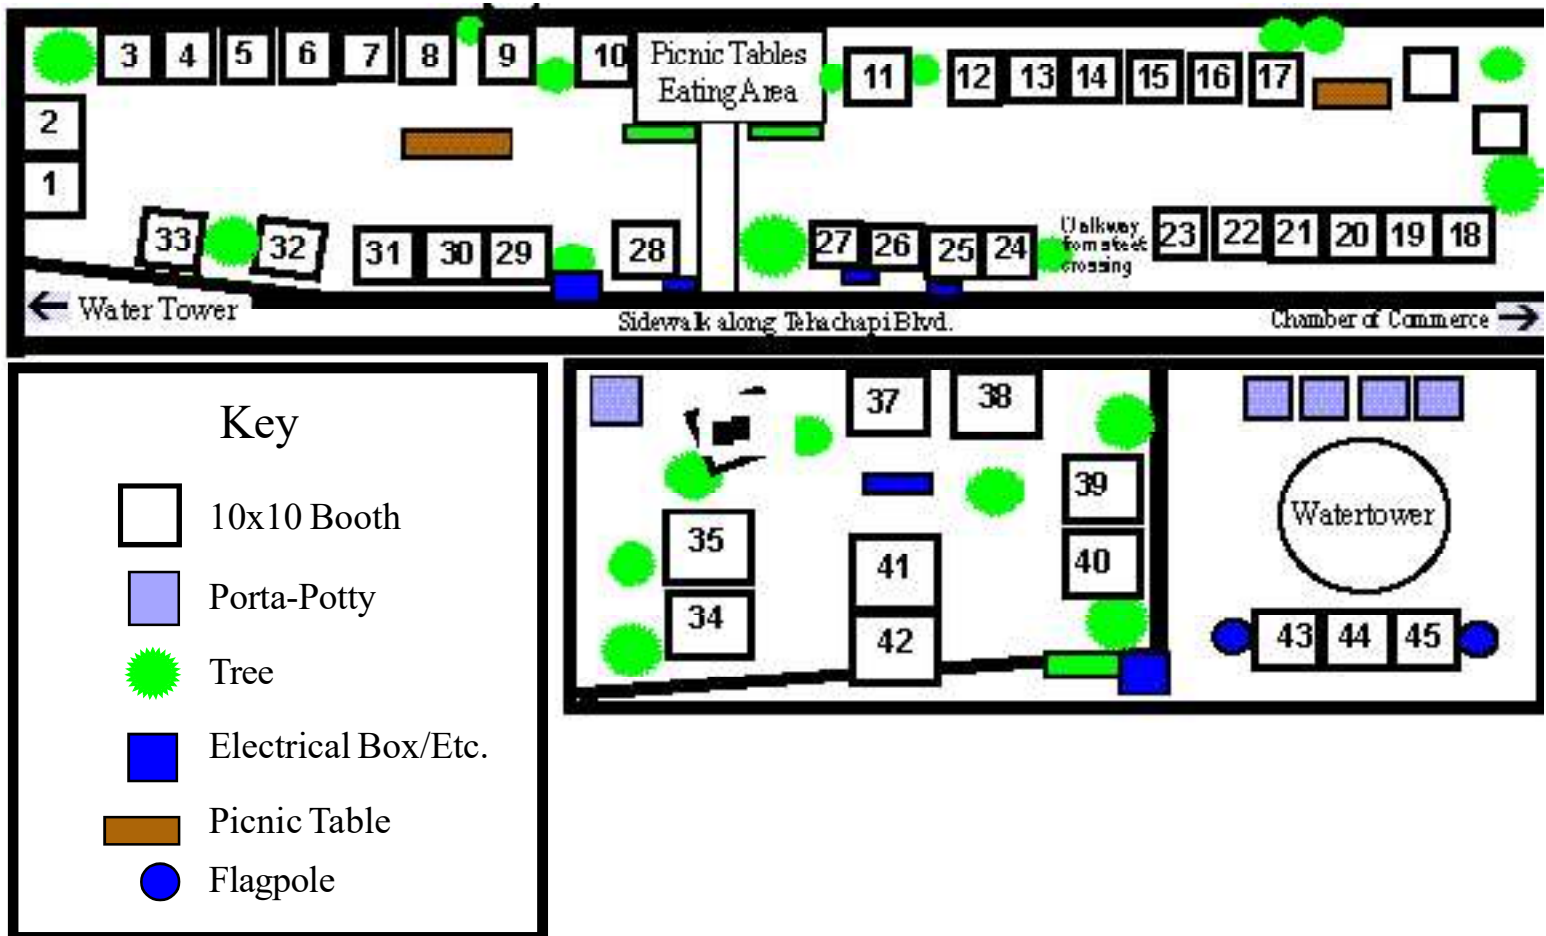 3 4 5 6 7 8 9 10
Picnic Tables
Eating Area
11 12 13 14 15 16 17
2
1
33 32 31 30 29 28
27 26 25 24
Walkway
from street
crossing
23 22 21 20 19 18
Water Tower
Sidewalk along Tehachapi Blvd.
Chamber of Commerce
Key
10x10 Booth
Porta-Potty
Tree
Electrical Box/Etc.
Picnic Table
Flagpole
37 38
39
35
40
41
34
42
Watertower
43 44 45